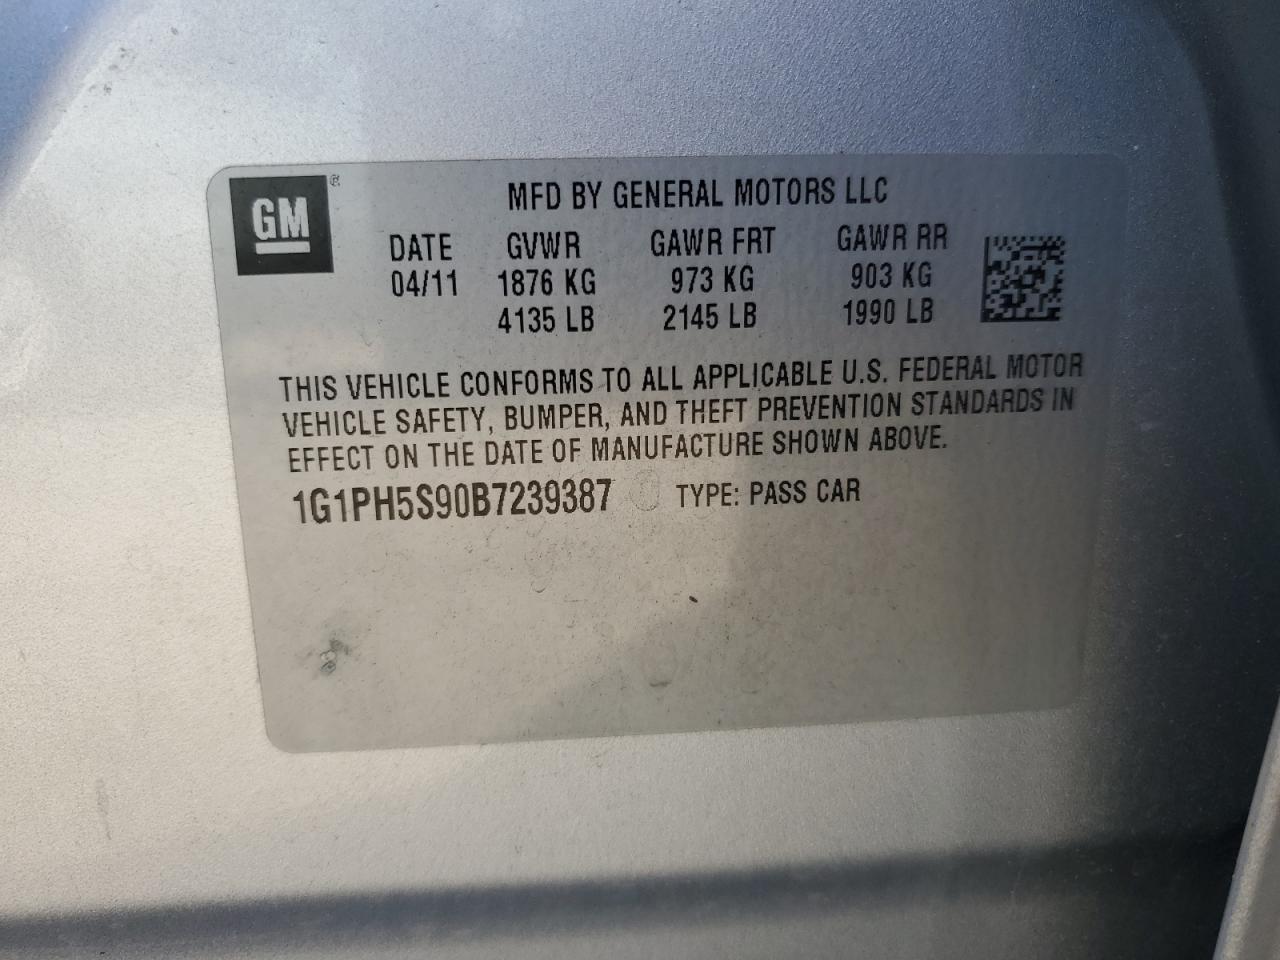 GM ®
MFD BY GENERAL MOTORS LLC
DATE GVWR GAWR FRT GAWR RR
04/11 1876 KG 973 KG 903 KG
4135 LB 2145 LB 1990 LB
THIS VEHICLE CONFORMS TO ALL APPLICABLE U.S. FEDERAL MOTOR
VEHICLE SAFETY, BUMPER, AND THEFT PREVENTION STANDARDS IN
EFFECT ON THE DATE OF MANUFACTURE SHOWN ABOVE.
1G1PH5S90B7239387 TYPE: PASS CAR